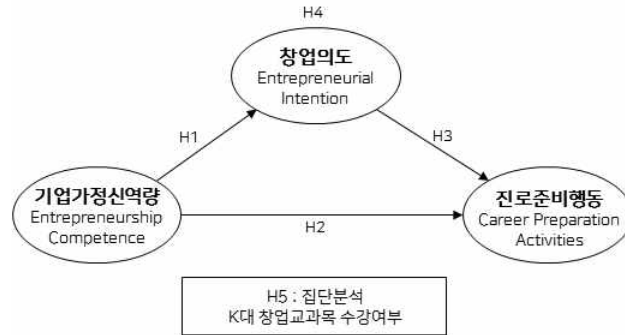 H4
창업의도
Entrepreneurial
Intention
H1
H3
기업가정신역량
Entrepreneurship
Competence
H2
진로준비행동
Career Preparation
Activities
H5 : 집단분석
K대 창업교과목 수강여부